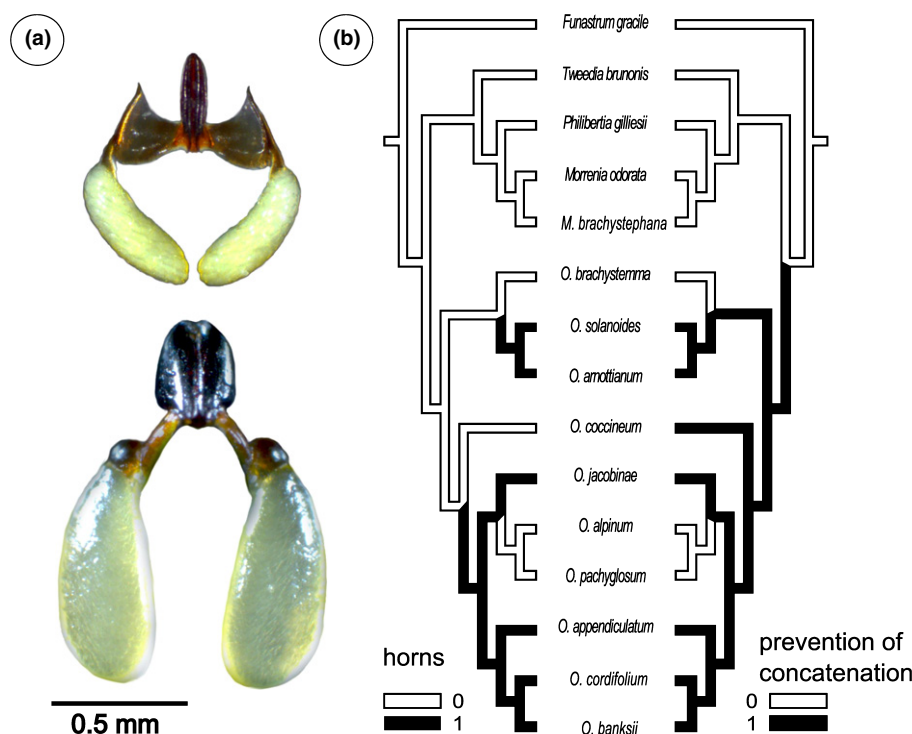 (a)
(b)
Funastrum gracile
Tweedia brunonis
Philibertia gilliesii
Morrenia odorata
M. brachystephana
O. brachystemma
O. solanoides
O. arnottianum
O. coccineum
O. jacobinae
O. alpinum
O. pachyglosum
O. appendiculatum
O. cordifolium
O. banksii
horns
0
1
prevention of
concatenation
0
1
0.5 mm